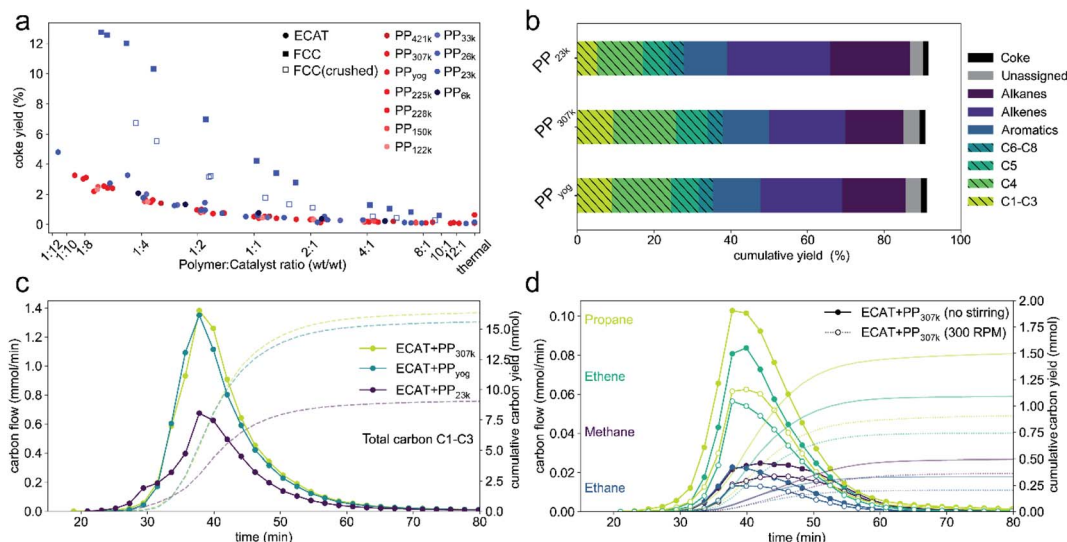 a
coke yield (%)
12
10
8
6
4
2
0
1:12
1:10
1:8
1:4
1:2
1:1
2:1
4:1
8:1
10:1
12:1
thermal
Polymer:Catalyst ratio (wt/wt)
ECAT
FCC
FCC(crushed)
PP421k
PP307k
PPyog
PP225k
PP228k
PP150k
PP122k
PP33k
PP26k
PP23k
PP6k
b
PP 23k
PP 307k
PP yog
0 20 40 60 80 100
cumulative yield (%)
Coke
Unassigned
Alkanes
Alkenes
Aromatics
C6-C8
C5
C4
C1-C3
c
carbon flow (mmol/min)
1.4
1.2
1.0
0.8
0.6
0.4
0.2
0.0
20 30 40 50 60 70 80
time (min)
ECAT+PP307k
ECAT+PPyog
ECAT+PP23k
Total carbon C1-C3
15.0
12.5
10.0
7.5
5.0
2.5
0.0
cumulative carbon yield (mmol)
d
carbon flow (mmol/min)
0.10
0.08
0.06
0.04
0.02
0.00
20 30 40 50 60 70 80
time (min)
Propane
Ethene
Methane
Ethane
ECAT+PP307k (no stirring)
ECAT+PP307k (300 RPM)
2.00
1.75
1.50
1.25
1.00
0.75
0.50
0.25
0.00
cumulative carbon yield (mmol)